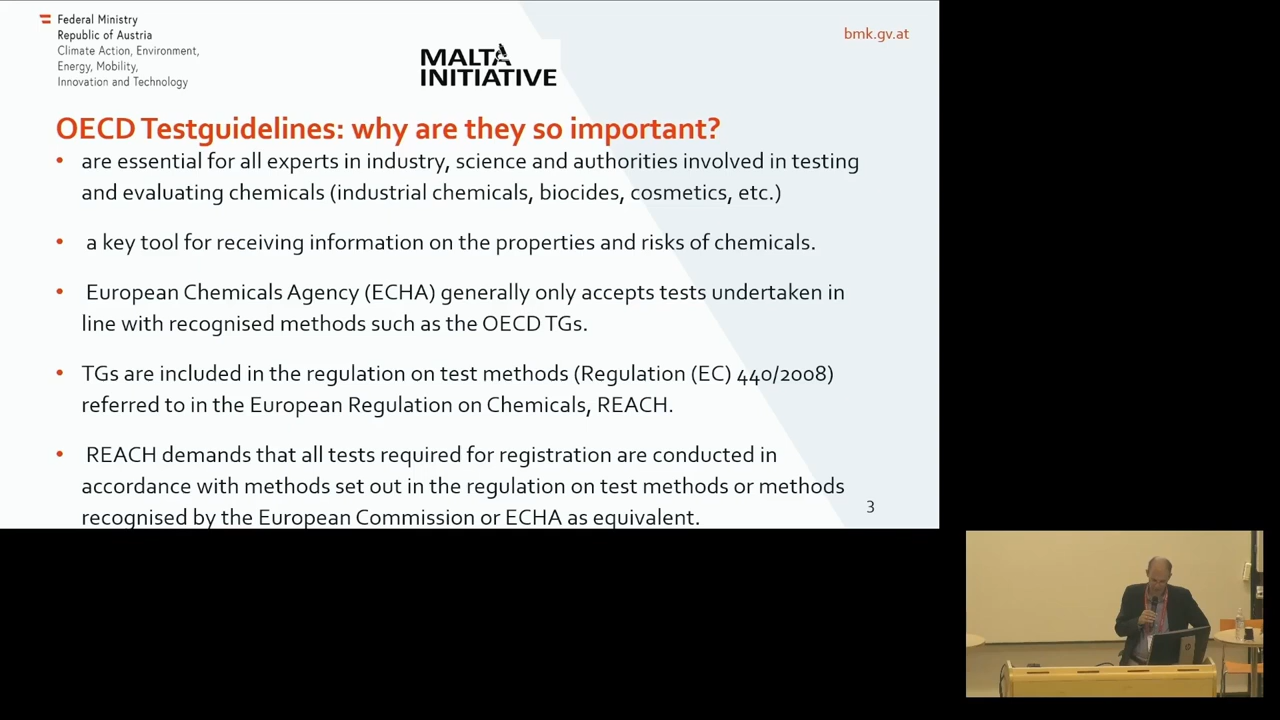 Federal Ministry
Republic of Austria
Climate Action, Environment,
Energy, Mobility,
Innovation and Technology
MALTA
INITIATIVE
bmk.gv.at
OECD Testguidelines: why are they so important?
• are essential for all experts in industry, science and authorities involved in testing
and evaluating chemicals (industrial chemicals, biocides, cosmetics, etc.)
• a key tool for receiving information on the properties and risks of chemicals.
• European Chemicals Agency (ECHA) generally only accepts tests undertaken in
line with recognised methods such as the OECD TGs.
• TGs are included in the regulation on test methods (Regulation (EC) 440/2008)
referred to in the European Regulation on Chemicals, REACH.
• REACH demands that all tests required for registration are conducted in
accordance with methods set out in the regulation on test methods or methods
recognised by the European Commission or ECHA as equivalent.
3